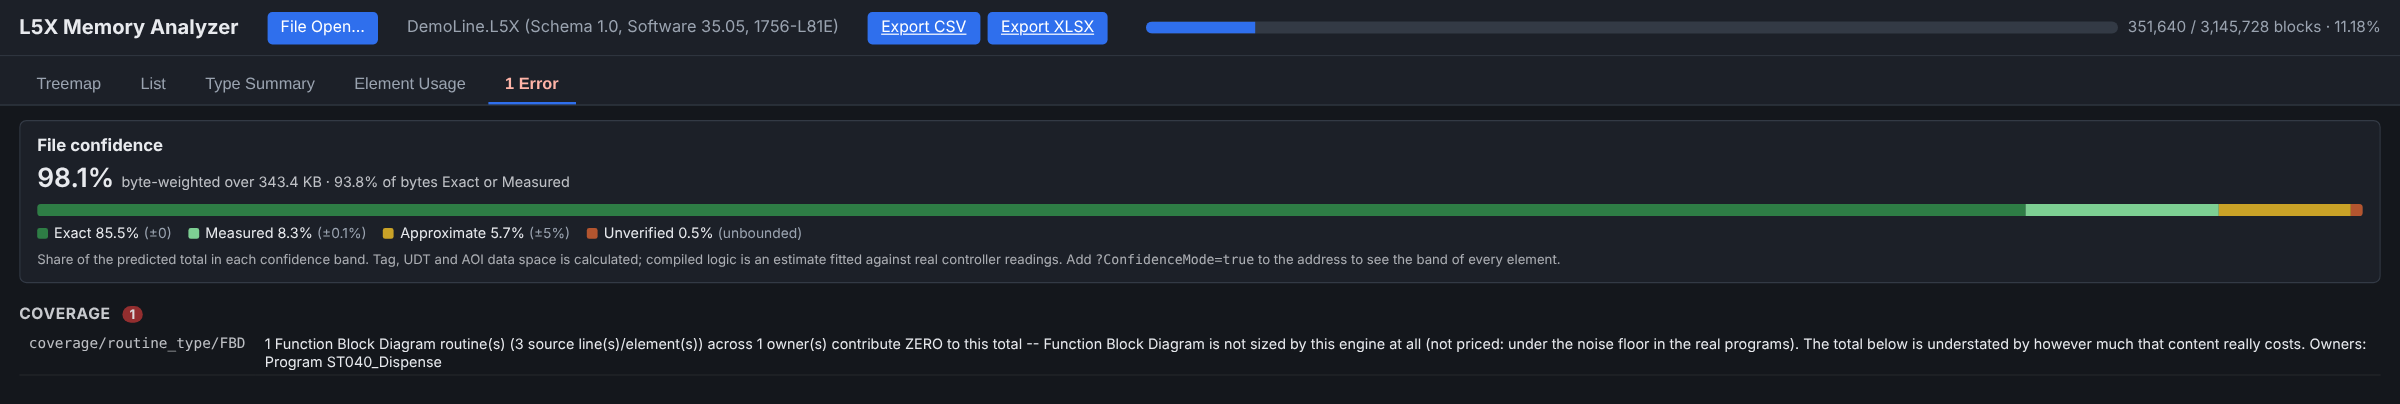 L5X Memory Analyzer File Open... DemoLine.L5X (Schema 1.0, Software 35.05, 1756-L81E) Export CSV Export XLSX 351,640 / 3,145,728 blocks · 11.18%
Treemap List Type Summary Element Usage 1 Error
File confidence
98.1% byte-weighted over 343.4 KB · 93.8% of bytes Exact or Measured
Exact 85.5% (±0) Measured 8.3% (±0.1%) Approximate 5.7% (±5%) Unverified 0.5% (unbounded)
Share of the predicted total in each confidence band. Tag, UDT and AOI data space is calculated; compiled logic is an estimate fitted against real controller readings. Add ?ConfidenceMode=true to the address to see the band of every element.
COVERAGE 1
coverage/routine_type/FBD 1 Function Block Diagram routine(s) (3 source line(s)/element(s)) across 1 owner(s) contribute ZERO to this total -- Function Block Diagram is not sized by this engine at all (not priced: under the noise floor in the real programs). The total below is understated by however much that content really costs. Owners:
Program ST040_Dispense